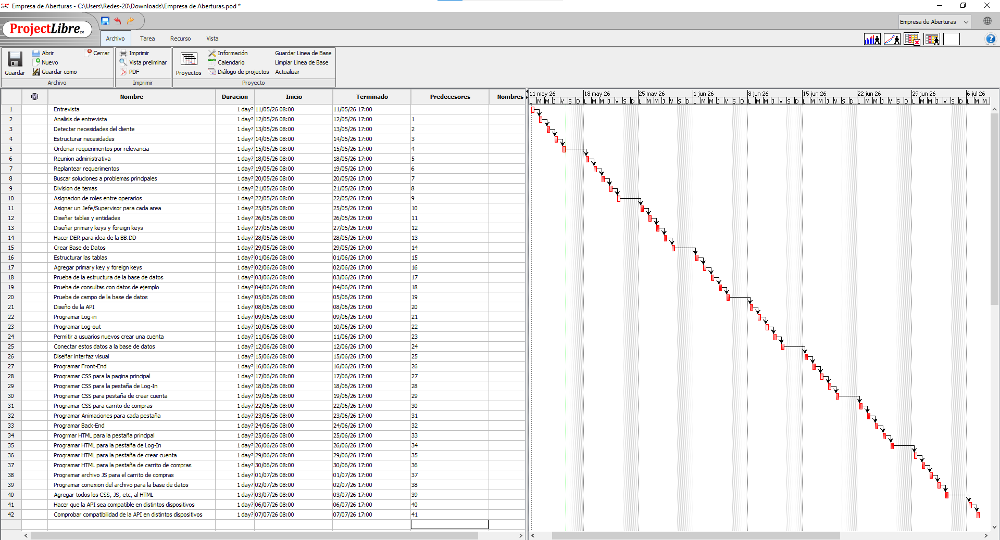 Empresa de Aberturas - C:\Users\Redes-20\Downloads\Empresa de Aberturas.pod *
ProjectLibre™
Empresa de Aberturas
Archivo Tarea Recurso Vista
Guardar
Abrir
Nuevo
Guardar como
Cerrar
Archivo
Imprimir
Vista preliminar
PDF
Imprimir
Proyectos
Información
Calendario
Diálogo de projectos
Guardar Linea de Base
Limpiar Linea de Base
Actualizar
Proyecto
Nombre Duracion Inicio Terminado Predecesores Nombres
11 may 26 18 may 26 25 may 26 1 jun 26 8 jun 26 15 jun 26 22 jun 26 29 jun 26 6 jul 26
L M M J V S D L M M J V S D L M M J V S D L M M J V S D L M M J V S D L M M J V S D L M M J V S D L M M J V S D L M M
1 Entrevista 1 day? 11/05/26 08:00 11/05/26 17:00
2 Analisis de entrevista 1 day? 12/05/26 08:00 12/05/26 17:00 1
3 Detectar necesidades del cliente 1 day? 13/05/26 08:00 13/05/26 17:00 2
4 Estructurar necesidades 1 day? 14/05/26 08:00 14/05/26 17:00 3
5 Ordenar requerimentos por relevancia 1 day? 15/05/26 08:00 15/05/26 17:00 4
6 Reunion administrativa 1 day? 18/05/26 08:00 18/05/26 17:00 5
7 Replantear requerimentos 1 day? 19/05/26 08:00 19/05/26 17:00 6
8 Buscar soluciones a problemas principales 1 day? 20/05/26 08:00 20/05/26 17:00 7
9 Division de temas 1 day? 21/05/26 08:00 21/05/26 17:00 8
10 Asignacion de roles entre operarios 1 day? 22/05/26 08:00 22/05/26 17:00 9
11 Asignar un Jefe/Supervisor para cada area 1 day? 25/05/26 08:00 25/05/26 17:00 10
12 Diseñar tablas y entidades 1 day? 26/05/26 08:00 26/05/26 17:00 11
13 Diseñar primary keys y foreign keys 1 day? 27/05/26 08:00 27/05/26 17:00 12
14 Hacer DER para idea de la BB.DD 1 day? 28/05/26 08:00 28/05/26 17:00 13
15 Crear Base de Datos 1 day? 29/05/26 08:00 29/05/26 17:00 14
16 Estructurar las tablas 1 day? 01/06/26 08:00 01/06/26 17:00 15
17 Agregar primary key y foreign keys 1 day? 02/06/26 08:00 02/06/26 17:00 16
18 Prueba de la estructura de la base de datos 1 day? 03/06/26 08:00 03/06/26 17:00 17
19 Prueba de consultas con datos de ejemplo 1 day? 04/06/26 08:00 04/06/26 17:00 18
20 Prueba de campo de la base de datos 1 day? 05/06/26 08:00 05/06/26 17:00 19
21 Diseño de la API 1 day? 08/06/26 08:00 08/06/26 17:00 20
22 Programar Log-in 1 day? 09/06/26 08:00 09/06/26 17:00 21
23 Programar Log-out 1 day? 10/06/26 08:00 10/06/26 17:00 22
24 Permitir a usuarios nuevos crear una cuenta 1 day? 11/06/26 08:00 11/06/26 17:00 23
25 Conectar estos datos a la base de datos 1 day? 12/06/26 08:00 12/06/26 17:00 24
26 Diseñar interfaz visual 1 day? 15/06/26 08:00 15/06/26 17:00 25
27 Programar Front-End 1 day? 16/06/26 08:00 16/06/26 17:00 26
28 Programar CSS para la pagina principal 1 day? 17/06/26 08:00 17/06/26 17:00 27
29 Programar CSS para la pestaña de Log-In 1 day? 18/06/26 08:00 18/06/26 17:00 28
30 Programar CSS para pestaña de crear cuenta 1 day? 19/06/26 08:00 19/06/26 17:00 29
31 Programar CSS para carrito de compras 1 day? 22/06/26 08:00 22/06/26 17:00 30
32 Programar Animaciones para cada pestaña 1 day? 23/06/26 08:00 23/06/26 17:00 31
33 Programar Back-End 1 day? 24/06/26 08:00 24/06/26 17:00 32
34 Progrmar HTML para la pestaña principal 1 day? 25/06/26 08:00 25/06/26 17:00 33
35 Programar HTML para la pestaña de Log-In 1 day? 26/06/26 08:00 26/06/26 17:00 34
36 Programar HTML para la pestaña de crear cuenta 1 day? 29/06/26 08:00 29/06/26 17:00 35
37 Programar HTML para la pestaña de carrito de compras 1 day? 30/06/26 08:00 30/06/26 17:00 36
38 Programar archivo JS para el carrito de compras 1 day? 01/07/26 08:00 01/07/26 17:00 37
39 Programar conexion del archivo para la base de datos 1 day? 02/07/26 08:00 02/07/26 17:00 38
40 Agregar todos los CSS, JS, etc, al HTML 1 day? 03/07/26 08:00 03/07/26 17:00 39
41 Hacer que la API sea compatible en distintos dispositivos 1 day? 06/07/26 08:00 06/07/26 17:00 40
42 Comprobar compatibilidad de la API en distintos dispositivos 1 day? 07/07/26 08:00 07/07/26 17:00 41